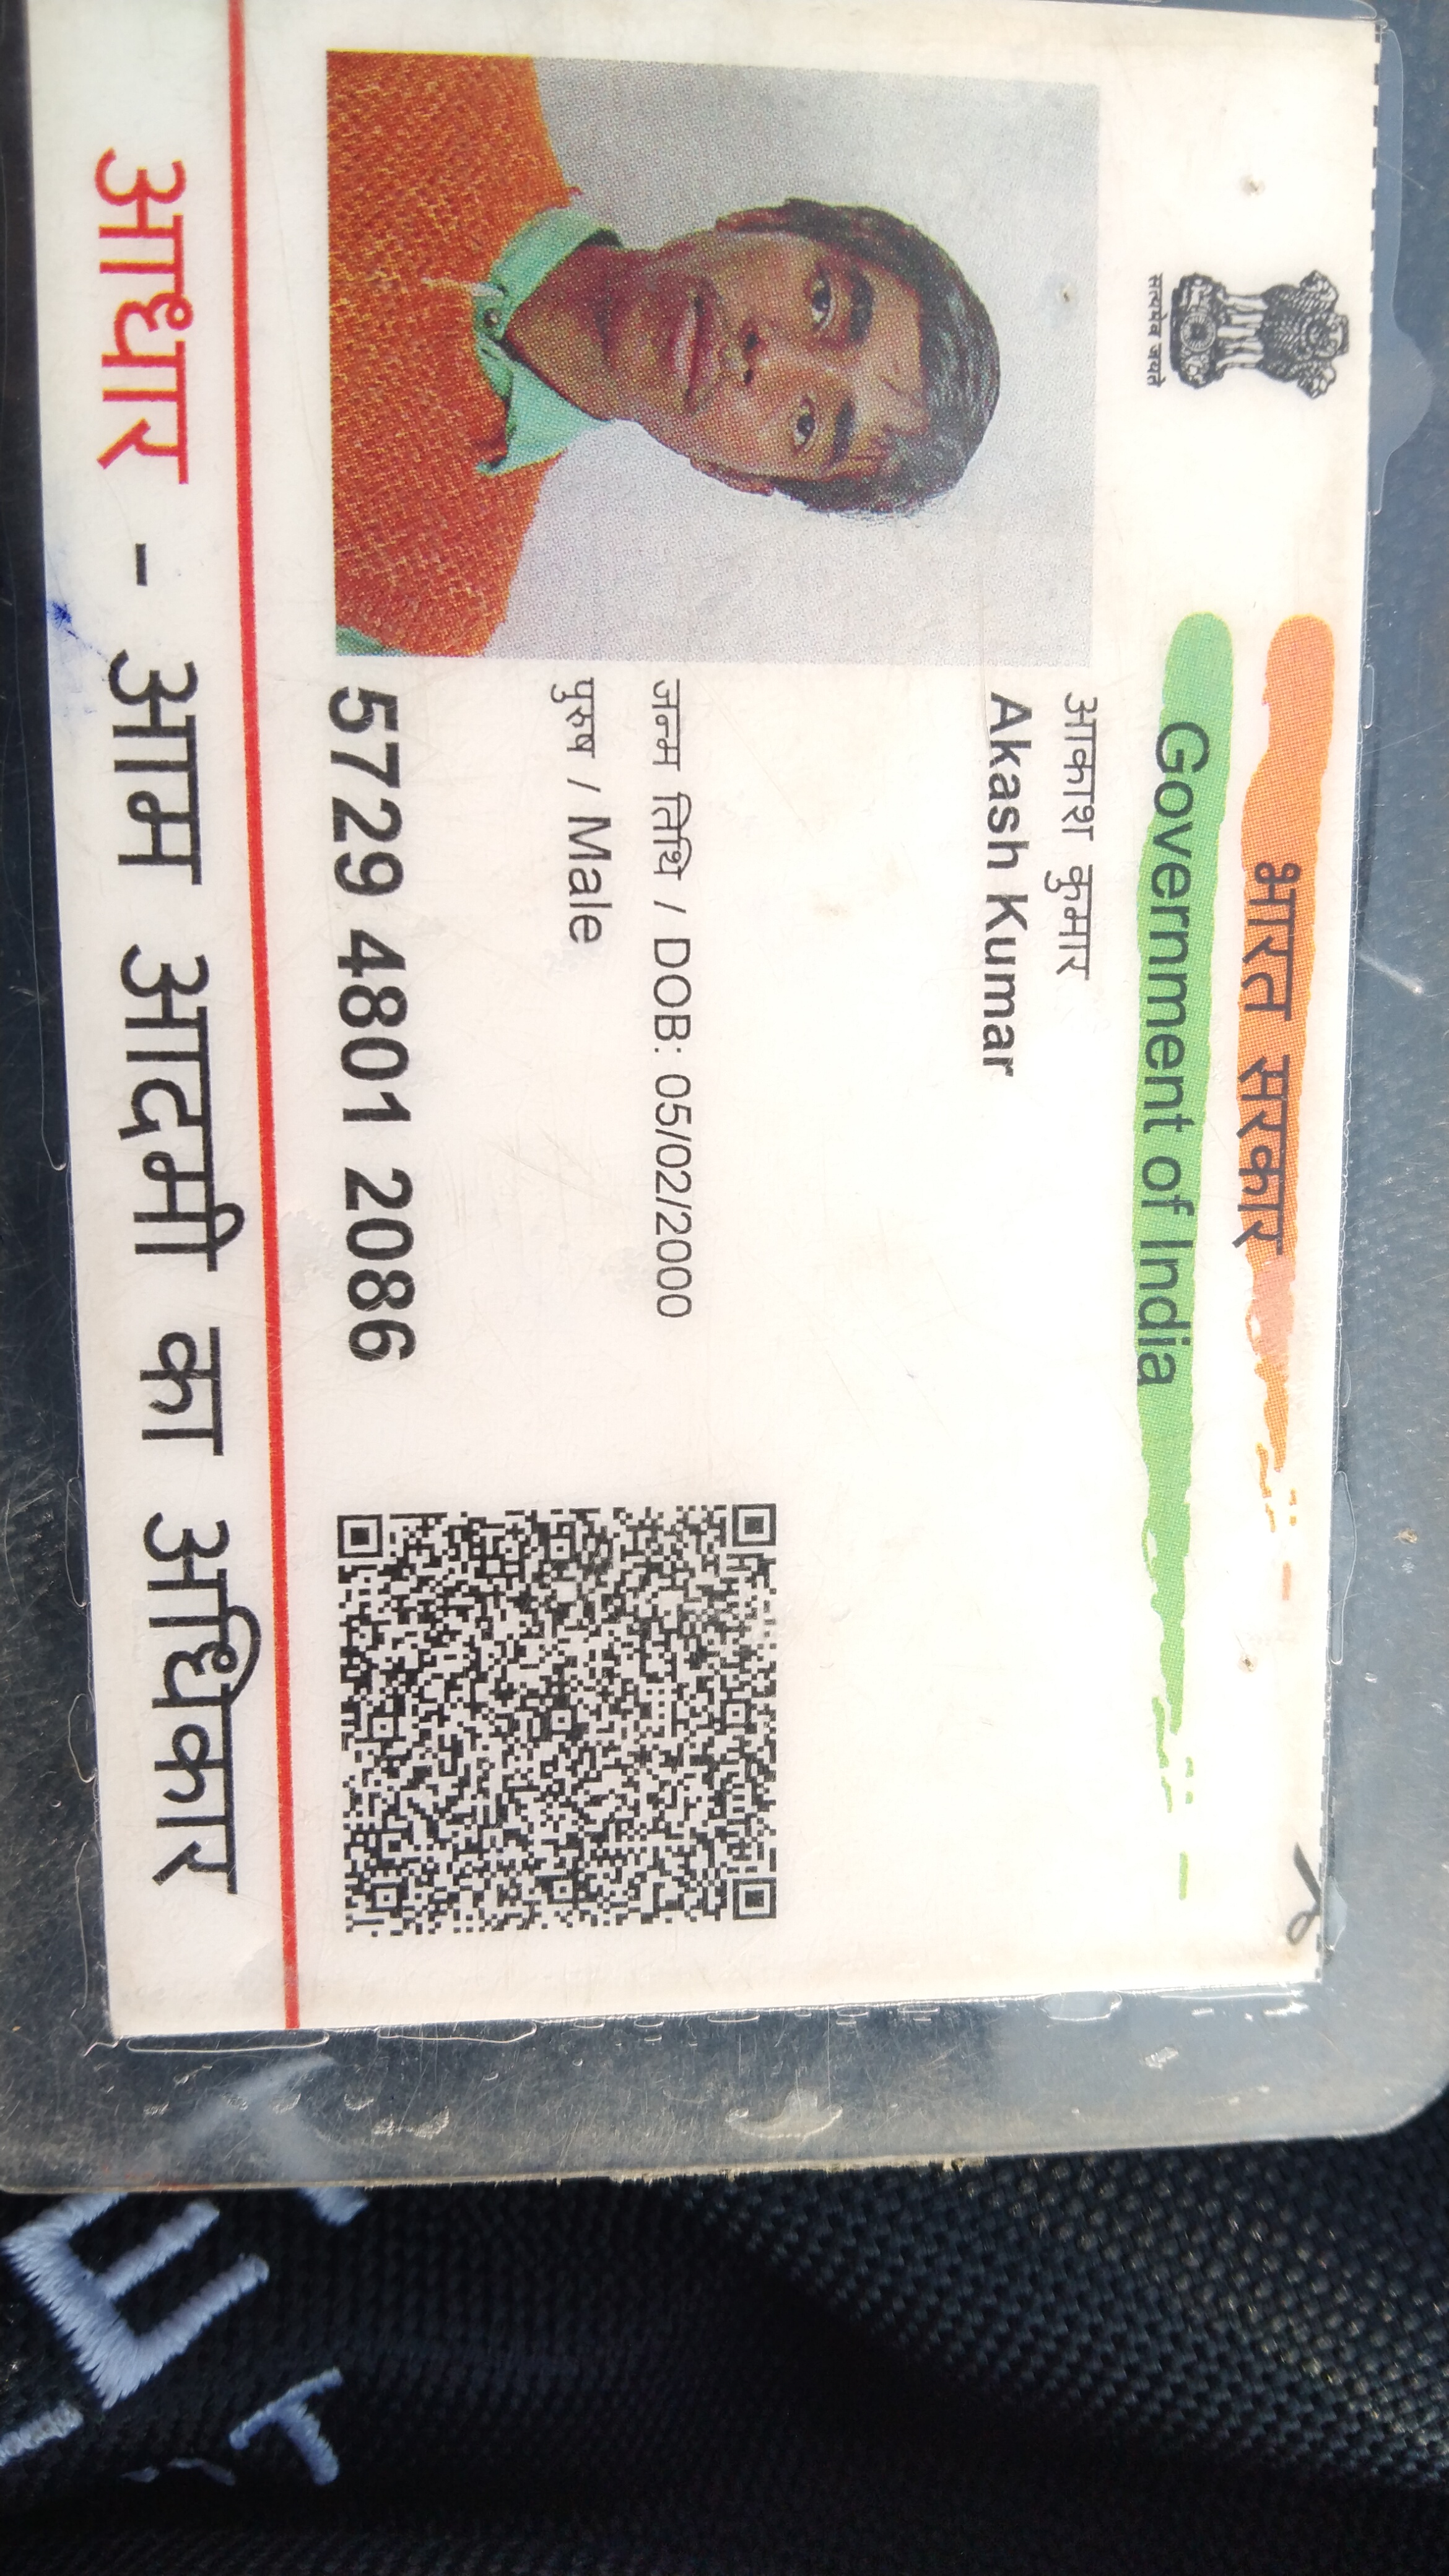 भारत सरकार
Government of India
सत्यमेव जयते
आकाश कुमार
Akash Kumar
जन्म तिथि / DOB: 05/02/2000
पुरुष / Male
5729 4801 2086
आधार - आम आदमी का अधिकार